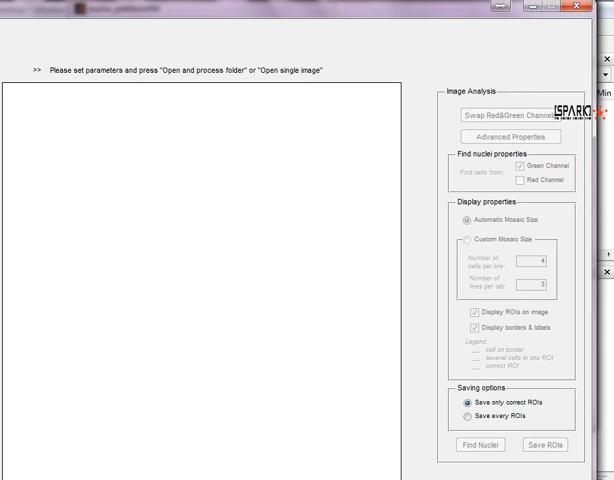 >> Please set parameters and press "Open and process folder" or "Open single image"
Image Analysis
Swap Red&Green Channel
[SPARK]
Min
Advanced Properties
Find nuclei properties
Find cells from:
Green Channel
Red Channel
Display properties
Automatic Mosaic Size
Custom Mosaic Size
Number of
cells per line:
4
Number of
lines per tab:
3
Display ROIs on image
Display borders & labels
Legend:
cell on border
several cells in one ROI
correct ROI
Saving options
Save only correct ROIs
Save every ROIs
Find Nuclei
Save ROIs